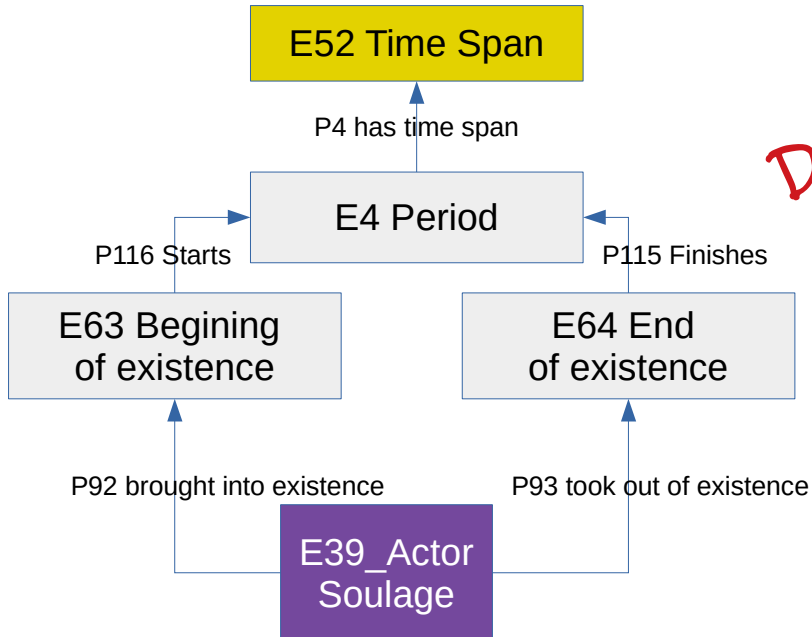 E52 Time Span
P4 has time span
D
E4 Period
P116 Starts
P115 Finishes
E63 Begining
of existence
E64 End
of existence
P92 brought into existence
P93 took out of existence
E39_Actor
Soulage